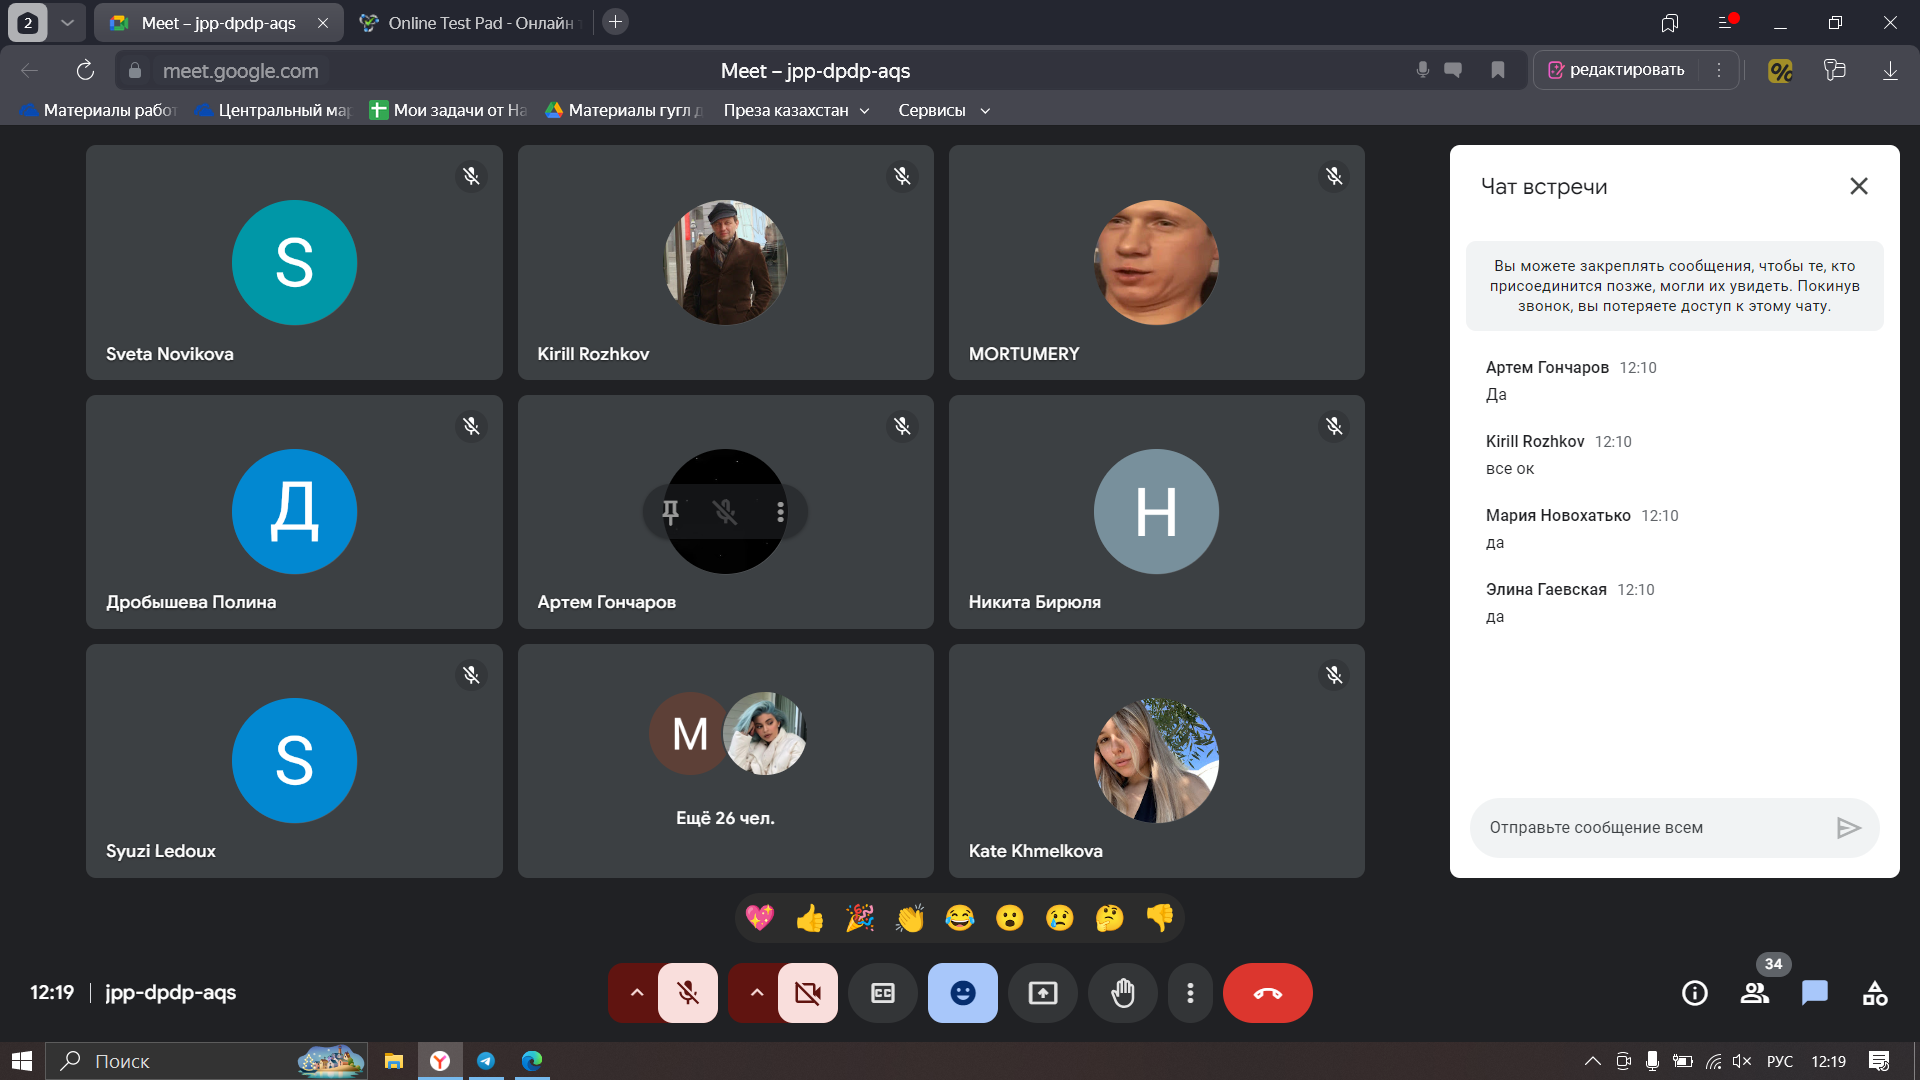 2
Meet – jpp-dpdp-aqs
Online Test Pad - Онлайн
meet.google.com
Meet – jpp-dpdp-aqs
редактировать
Материалы работ
Центральный мар
Мои задачи от На
Материалы гугл д
Преза казахстан
Сервисы
S
Sveta Novikova
Kirill Rozhkov
MORTUMERY
Д
Дробышева Полина
Артем Гончаров
Н
Никита Бирюля
S
Syuzi Ledoux
M
Ещё 26 чел.
Kate Khmelkova
Чат встречи
Вы можете закреплять сообщения, чтобы те, кто
присоединится позже, могли их увидеть. Покинув
звонок, вы потеряете доступ к этому чату.
Артем Гончаров 12:10
Да
Kirill Rozhkov 12:10
все ок
Мария Новохатько 12:10
да
Элина Гаевская 12:10
да
Отправьте сообщение всем
12:19 | jpp-dpdp-aqs
CC
34
Поиск
РУС
12:19